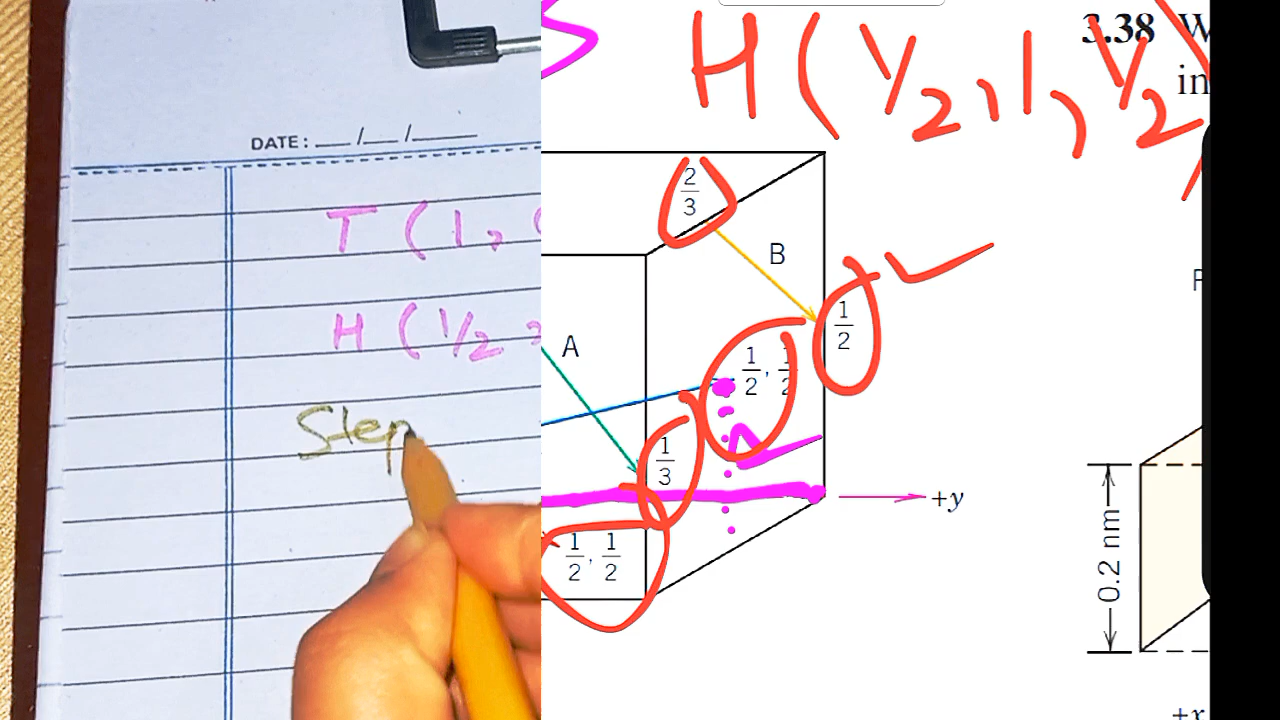 DATE: __/__/____
T ( 1,
H ( 1/2
Step
H ( 1/2, 1, 1/2 )
3.38
in
2/3
B
1/2
A
1/2, 1/2
1/3
+y
1/2, 1/2
0.2 nm
+x